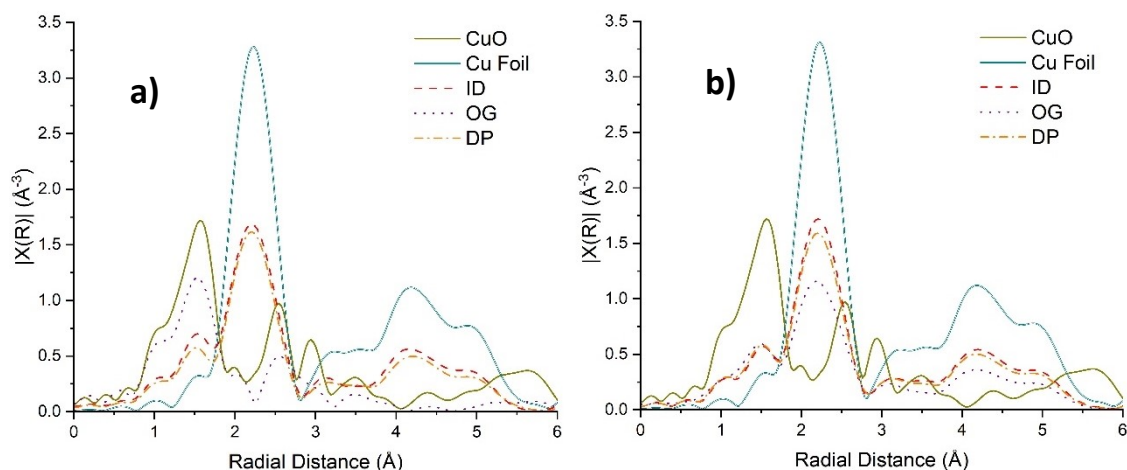 a)
CuO
Cu Foil
ID
OG
DP
|X(R)| (Å⁻³)
3.5
3.0
2.5
2.0
1.5
1.0
0.5
0.0
0 1 2 3 4 5 6
Radial Distance (Å)
b)
CuO
Cu Foil
ID
OG
DP
|X(R)| (Å⁻³)
3.5
3.0
2.5
2.0
1.5
1.0
0.5
0.0
0 1 2 3 4 5 6
Radial Distance (Å)